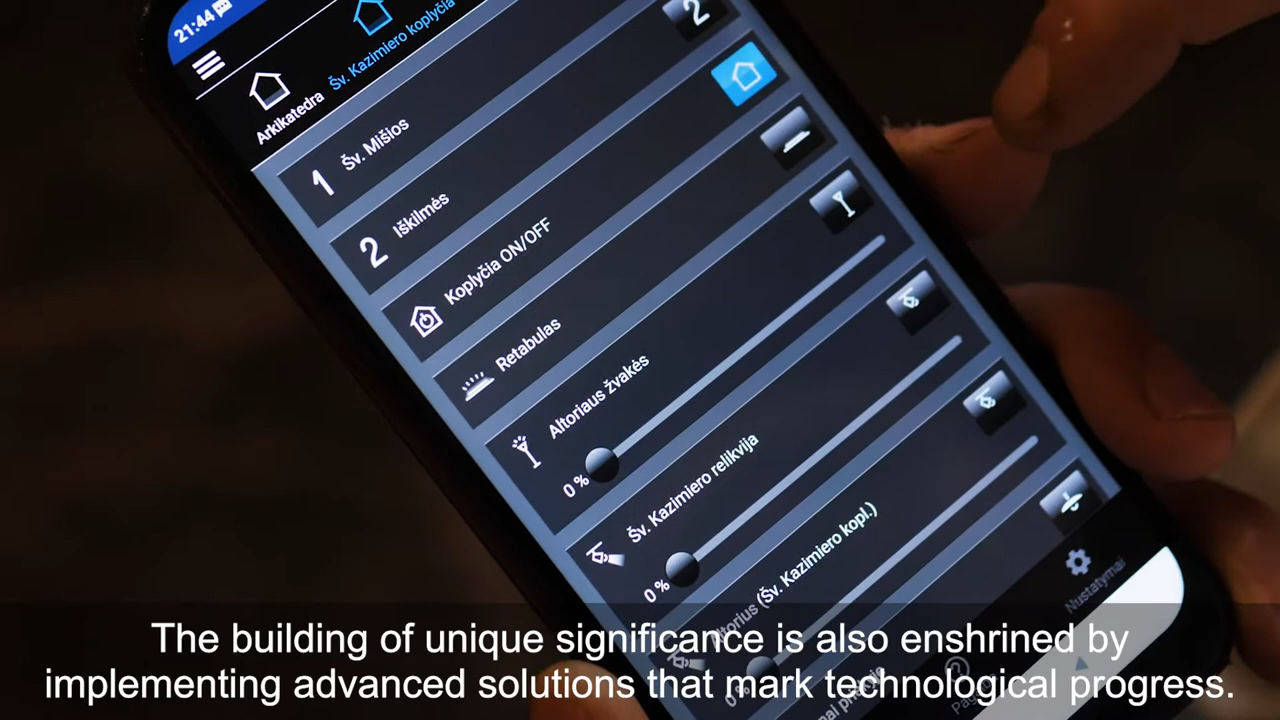 21:44
Arkikatedra
Šv. Kazimiero koplyčia
1 Šv. Mišios
2
2 Iškilmės
Koplyčia ON/OFF
Retabulas
Altoriaus žvakės
0 %
Šv. Kazimiero relikvija
0 %
Altorius (Šv. Kazimiero kopl.)
0 %
Nustatymai
The building of unique significance is also enshrined by
implementing advanced solutions that mark technological progress.